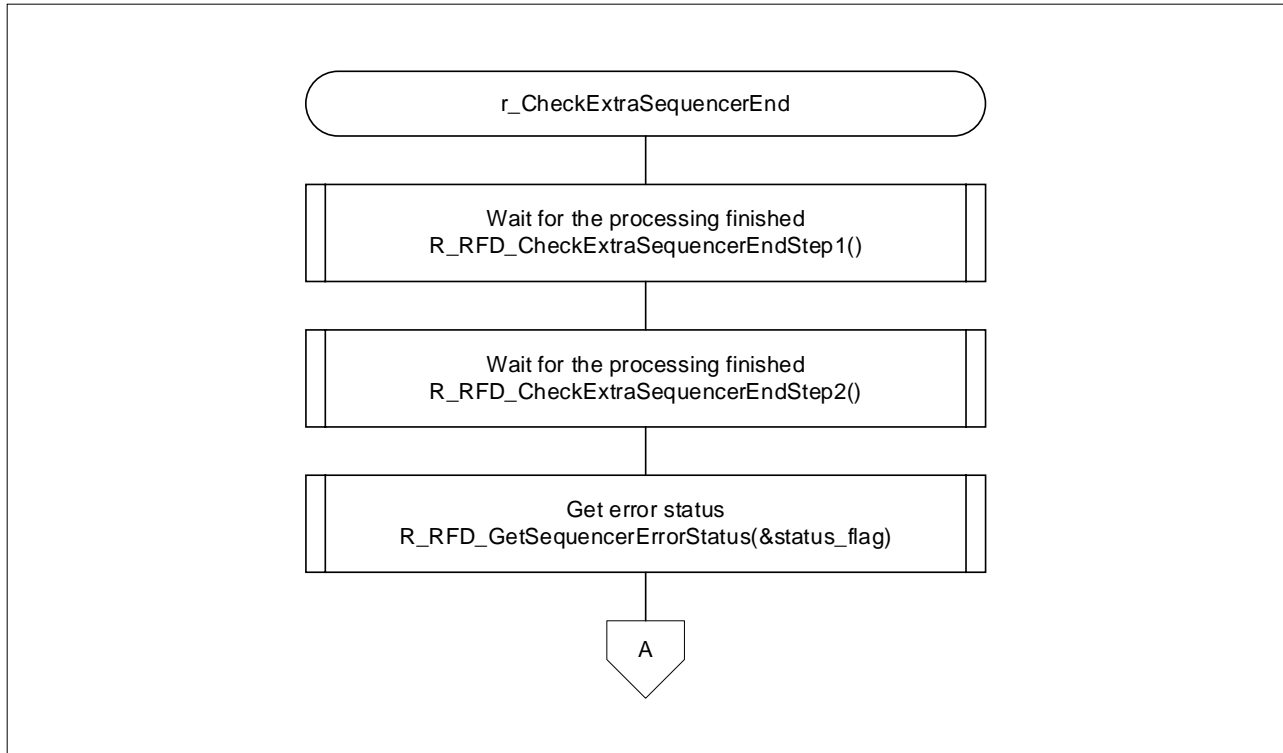 r_CheckExtraSequencerEnd
Wait for the processing finished
R_RFD_CheckExtraSequencerEndStep1()
Wait for the processing finished
R_RFD_CheckExtraSequencerEndStep2()
Get error status
R_RFD_GetSequencerErrorStatus(&status_flag)
A